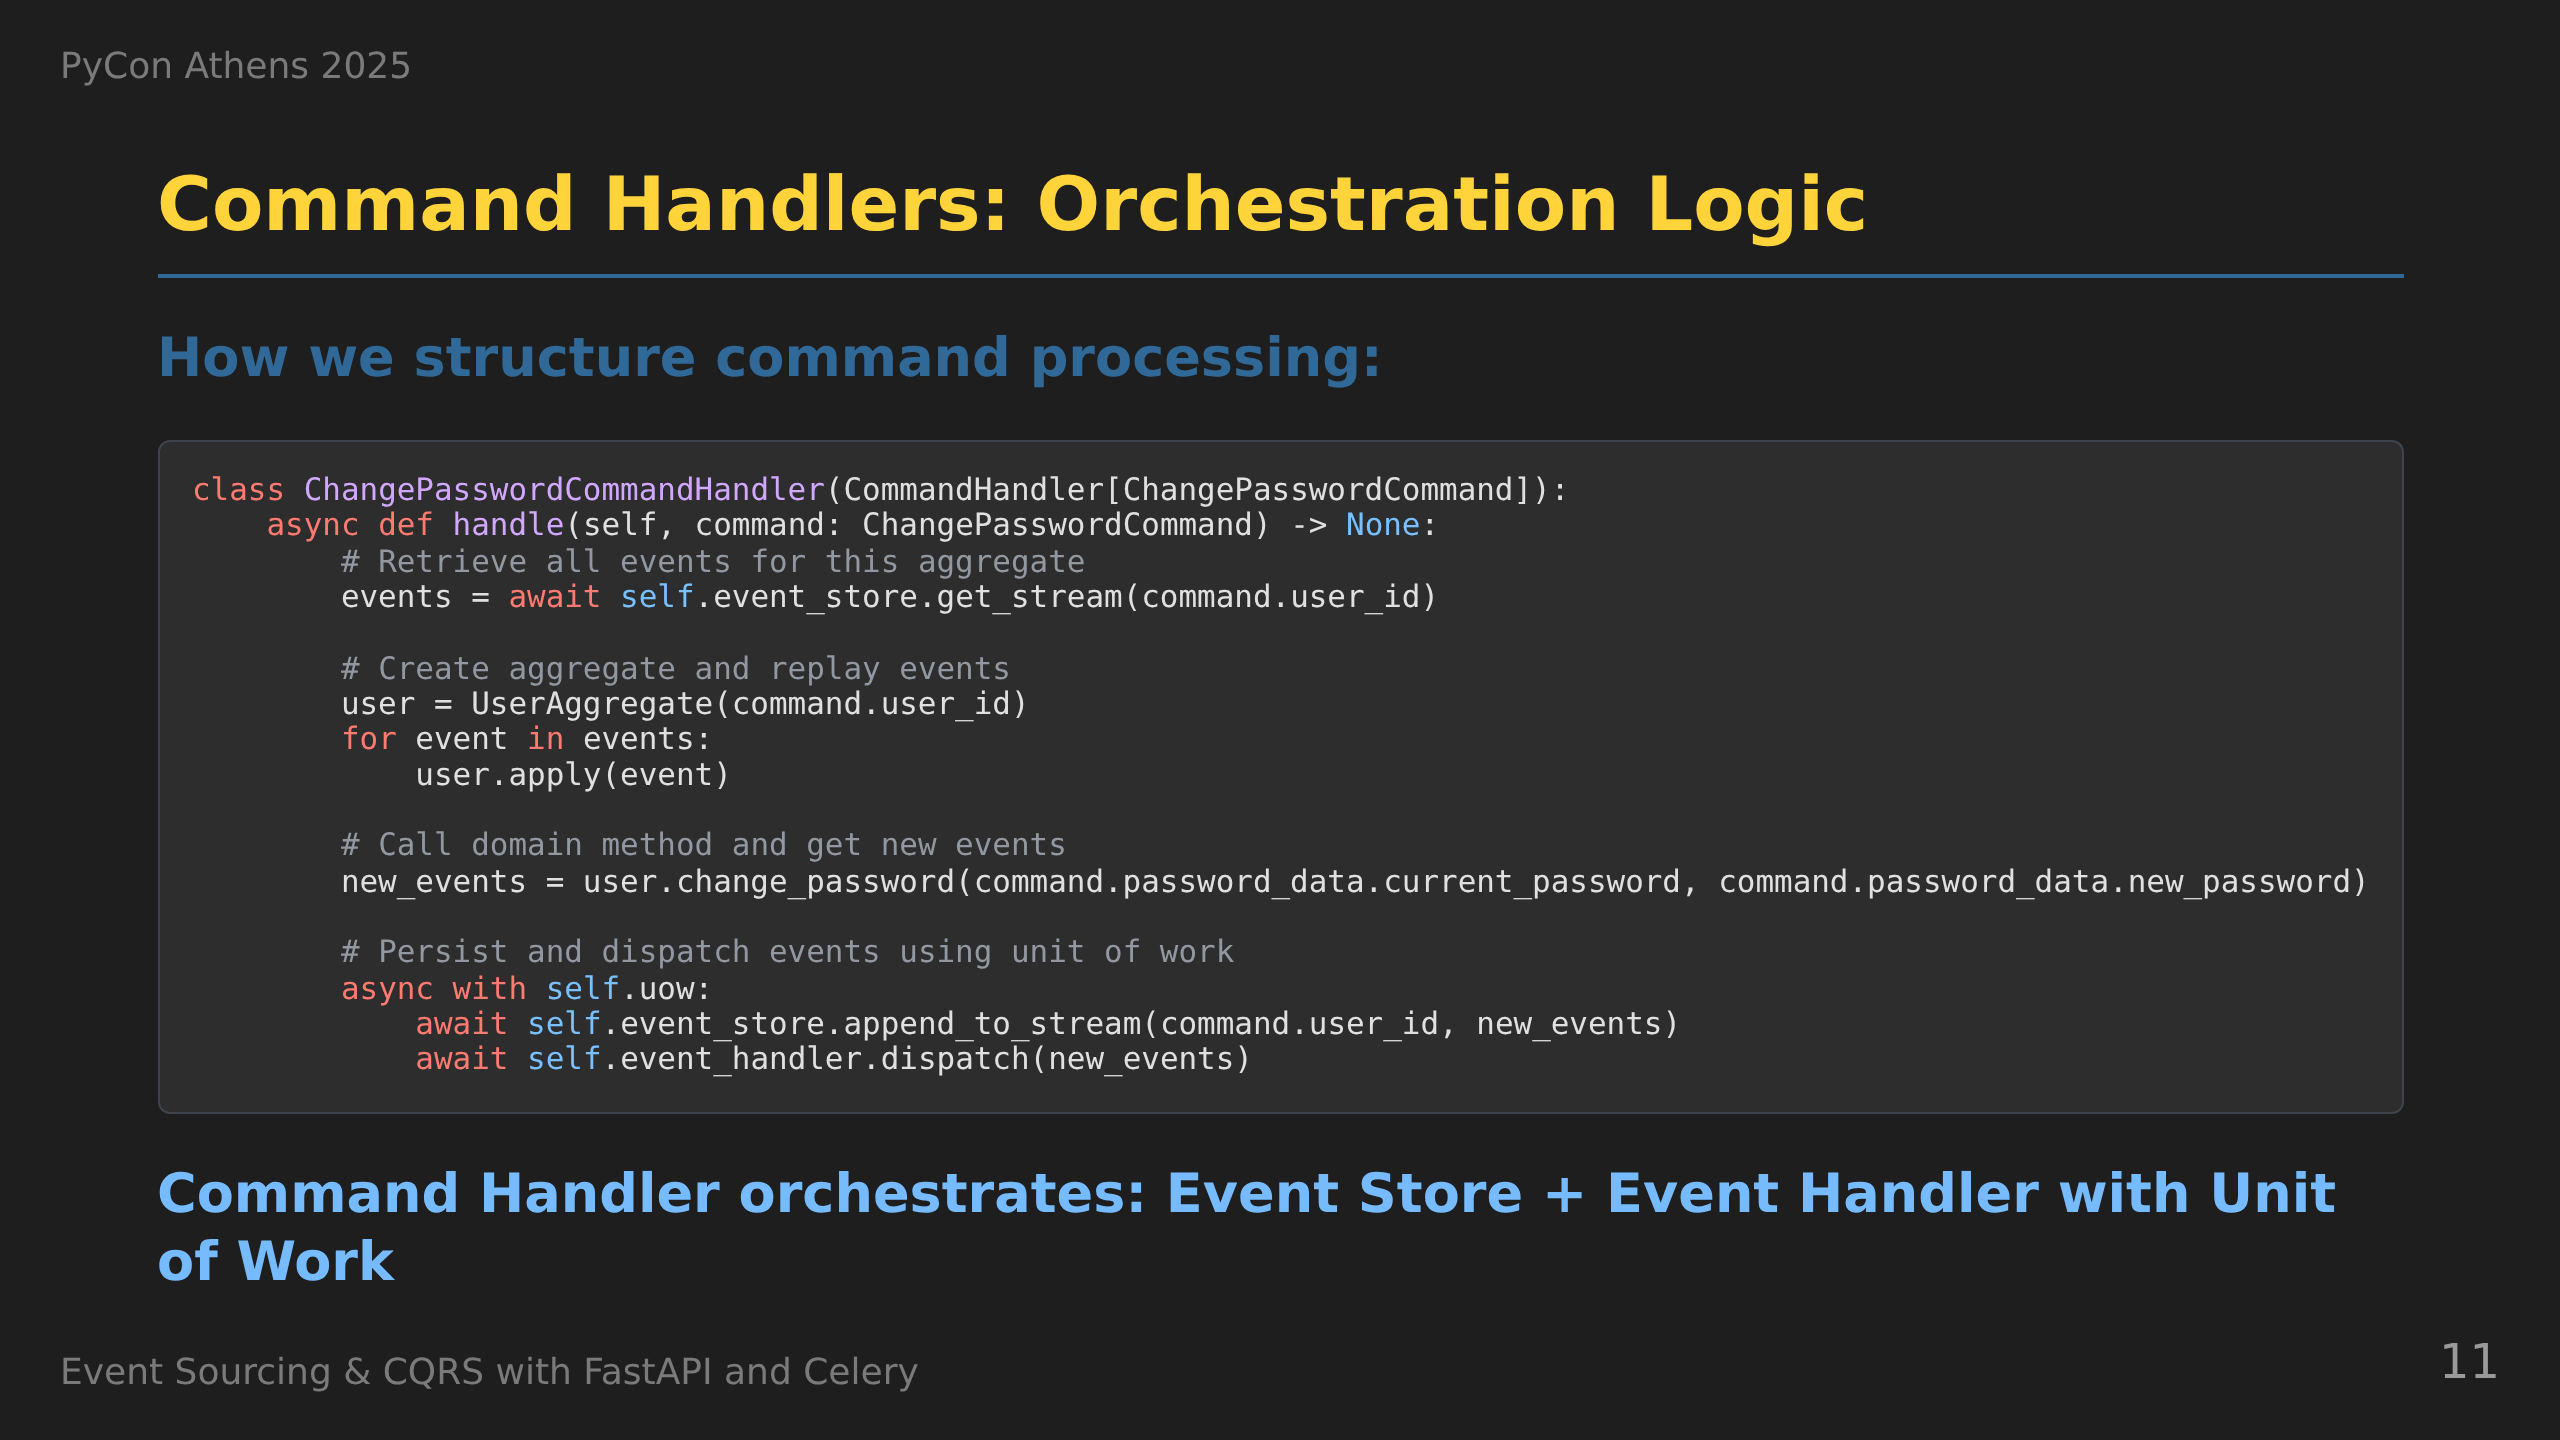 PyCon Athens 2025
Command Handlers: Orchestration Logic
How we structure command processing:
class ChangePasswordCommandHandler(CommandHandler[ChangePasswordCommand]):
    async def handle(self, command: ChangePasswordCommand) -> None:
        # Retrieve all events for this aggregate
        events = await self.event_store.get_stream(command.user_id)

        # Create aggregate and replay events
        user = UserAggregate(command.user_id)
        for event in events:
            user.apply(event)

        # Call domain method and get new events
        new_events = user.change_password(command.password_data.current_password, command.password_data.new_password)

        # Persist and dispatch events using unit of work
        async with self.uow:
            await self.event_store.append_to_stream(command.user_id, new_events)
            await self.event_handler.dispatch(new_events)
Command Handler orchestrates: Event Store + Event Handler with Unit
of Work
Event Sourcing & CQRS with FastAPI and Celery
11